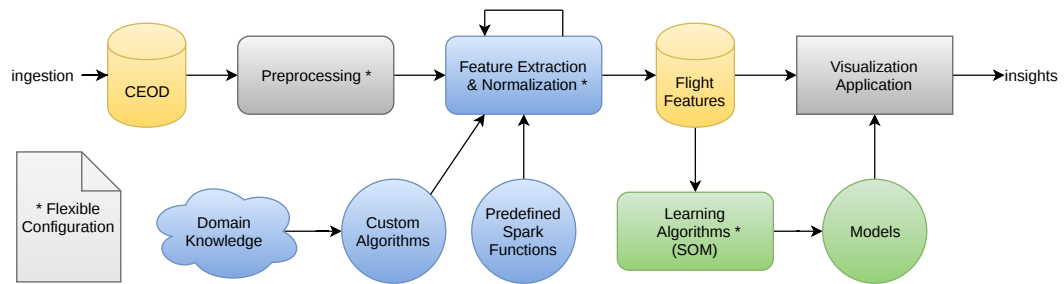 ingestion
CEOD
Preprocessing *
Feature Extraction
& Normalization *
Flight
Features
Visualization
Application
insights
* Flexible
Configuration
Domain
Knowledge
Custom
Algorithms
Predefined
Spark
Functions
Learning
Algorithms *
(SOM)
Models